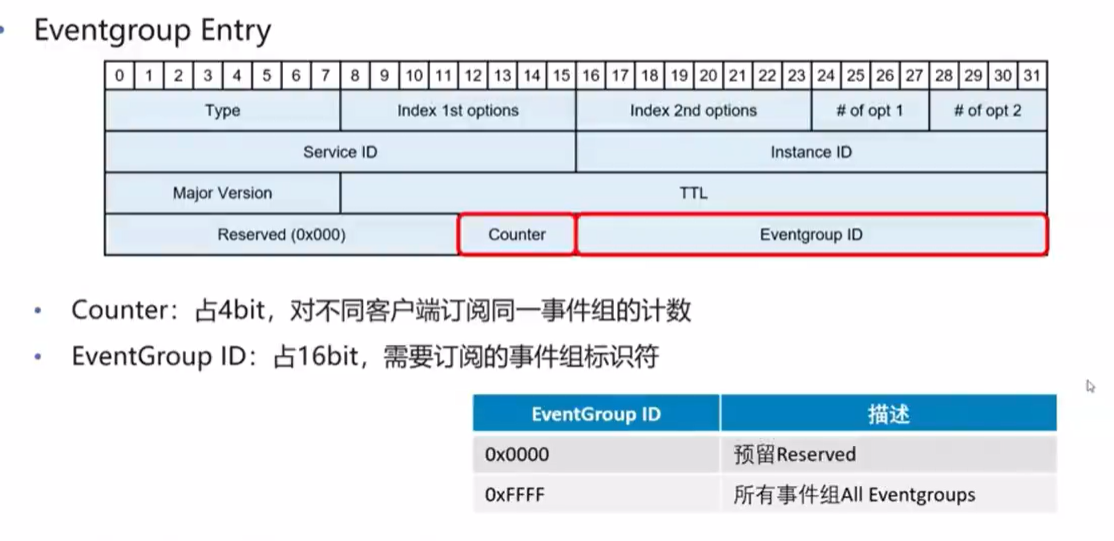 Eventgroup Entry
0 1 2 3 4 5 6 7 8 9 10 11 12 13 14 15 16 17 18 19 20 21 22 23 24 25 26 27 28 29 30 31
Type Index 1st options Index 2nd options # of opt 1 # of opt 2
Service ID Instance ID
Major Version TTL
Reserved (0x000) Counter Eventgroup ID
• Counter：占4bit，对不同客户端订阅同一事件组的计数
• EventGroup ID：占16bit，需要订阅的事件组标识符
EventGroup ID 描述
0x0000 预留Reserved
0xFFFF 所有事件组All Eventgroups